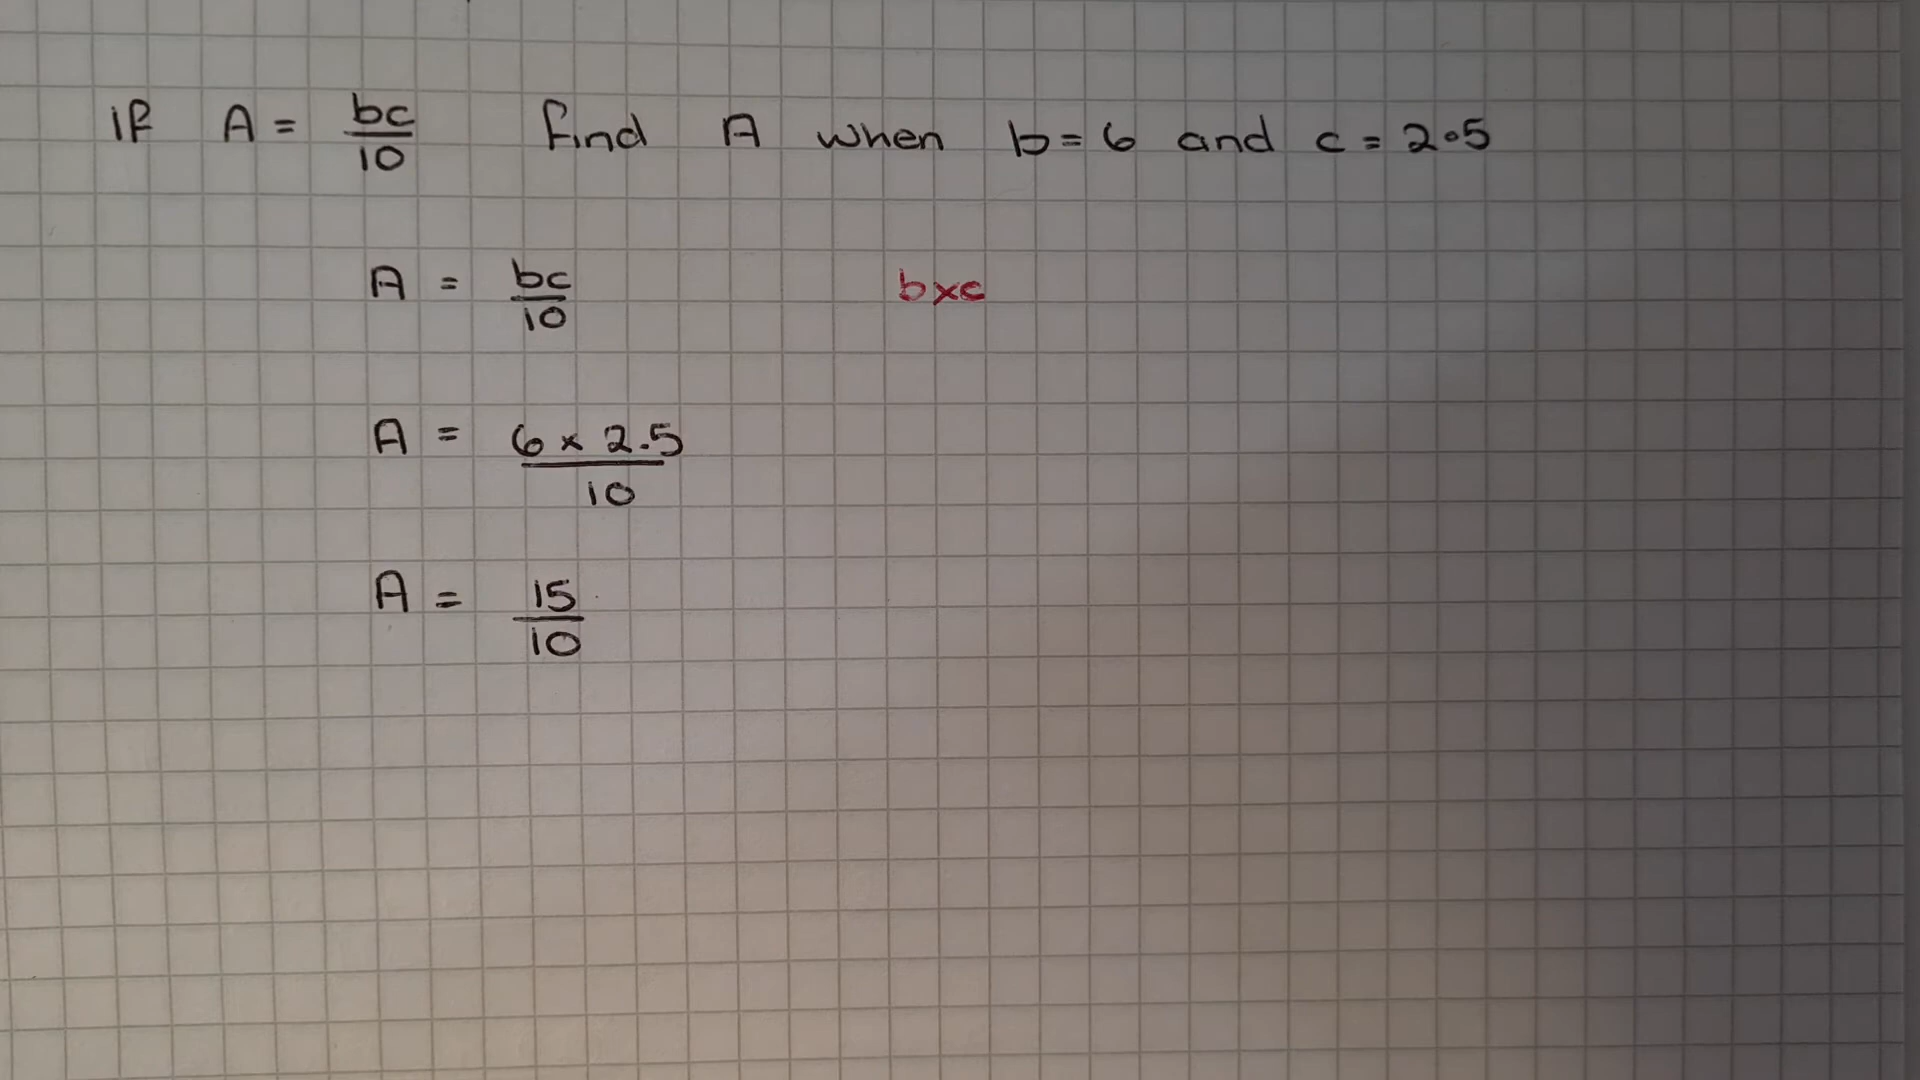 If A = bc/10 find A when b = 6 and c = 2.5
A = bc/10 b×c
A = 6 × 2.5/10
A = 15/10